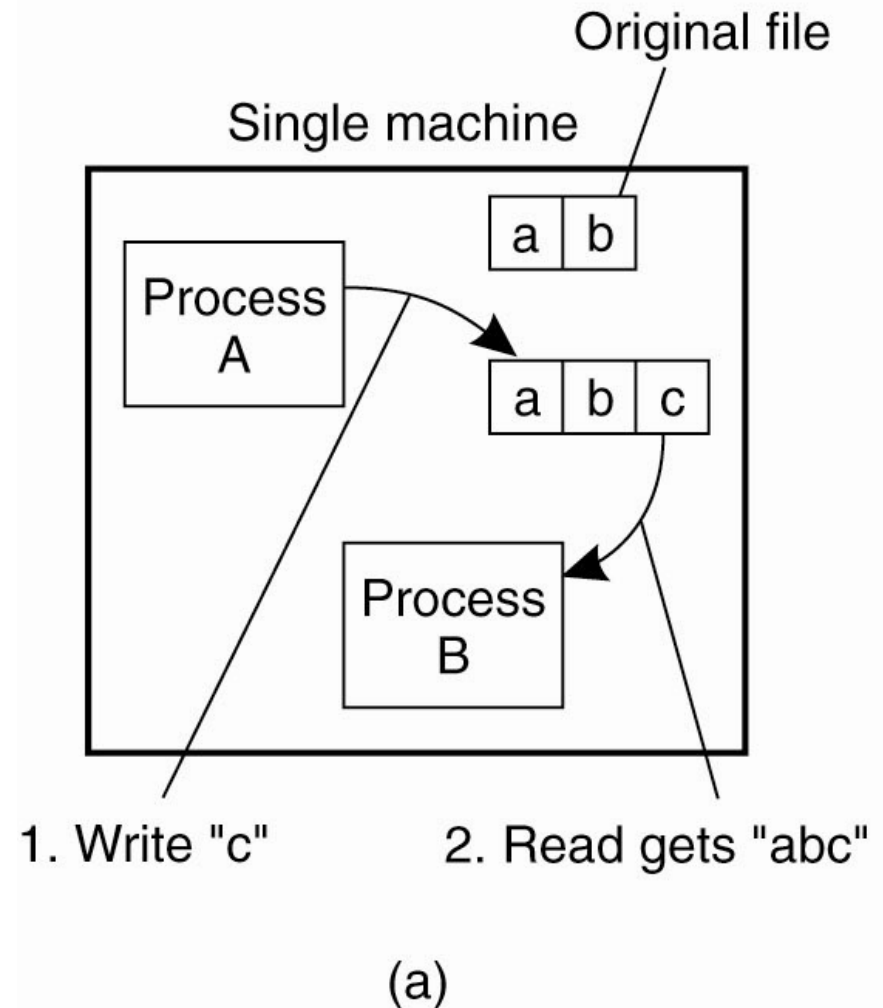 Original file
Single machine
a b
Process
A
a b c
Process
B
1. Write "c"
2. Read gets "abc"
(a)